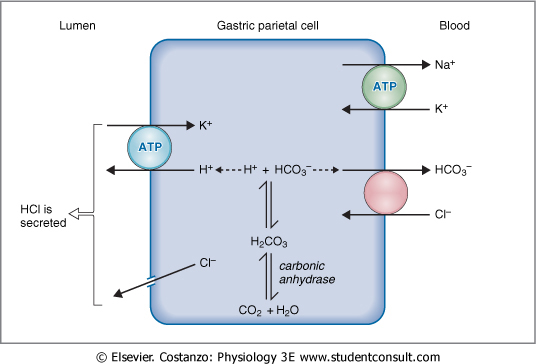 Lumen Gastric parietal cell Blood
Na⁺
ATP
K⁺ K⁺
ATP
H⁺ H⁺ + HCO₃⁻ HCO₃⁻
HCl is
secreted
Cl⁻
H₂CO₃
Cl⁻
carbonic
anhydrase
CO₂ + H₂O
© Elsevier. Costanzo: Physiology 3E www.studentconsult.com